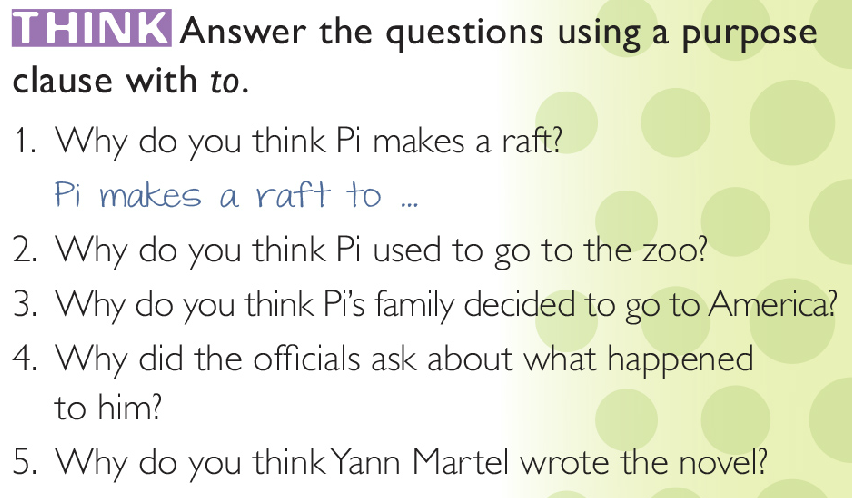 THINK Answer the questions using a purpose
clause with to.
1. Why do you think Pi makes a raft?
Pi makes a raft to ...
2. Why do you think Pi used to go to the zoo?
3. Why do you think Pi's family decided to go to America?
4. Why did the officials ask about what happened
to him?
5. Why do you think Yann Martel wrote the novel?